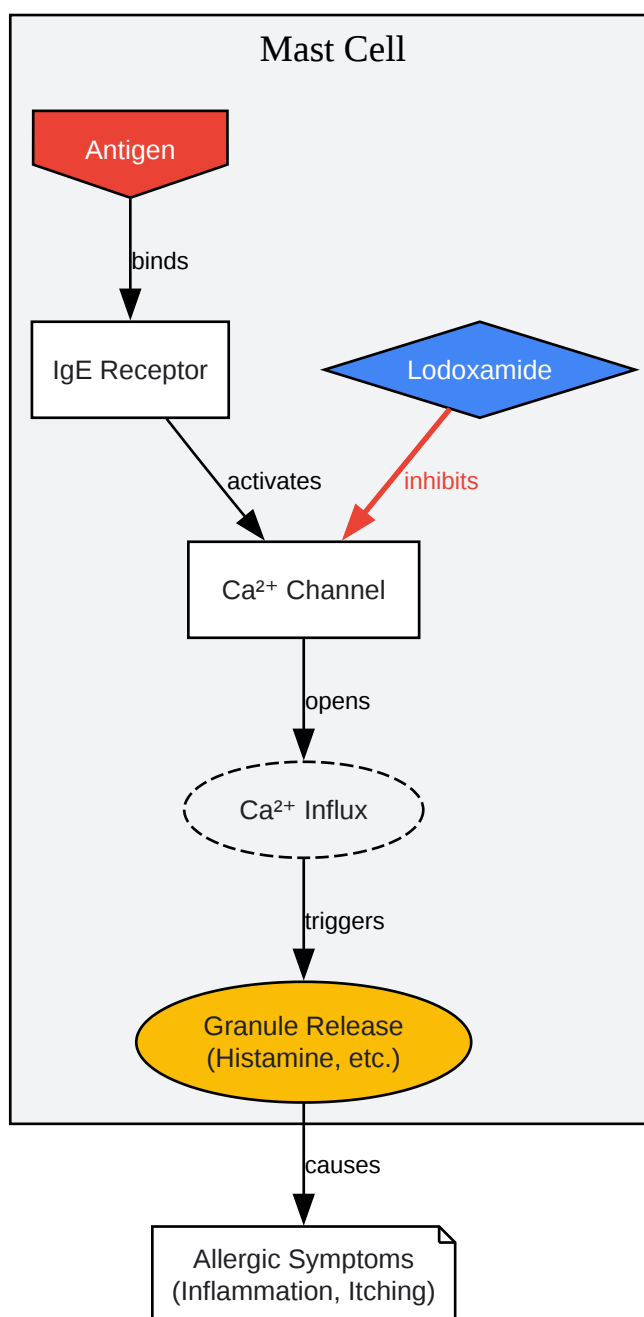 Mast Cell
Antigen
binds
IgE Receptor
Lodoxamide
activates
inhibits
Ca²⁺ Channel
opens
Ca²⁺ Influx
triggers
Granule Release
(Histamine, etc.)
causes
Allergic Symptoms
(Inflammation, Itching)